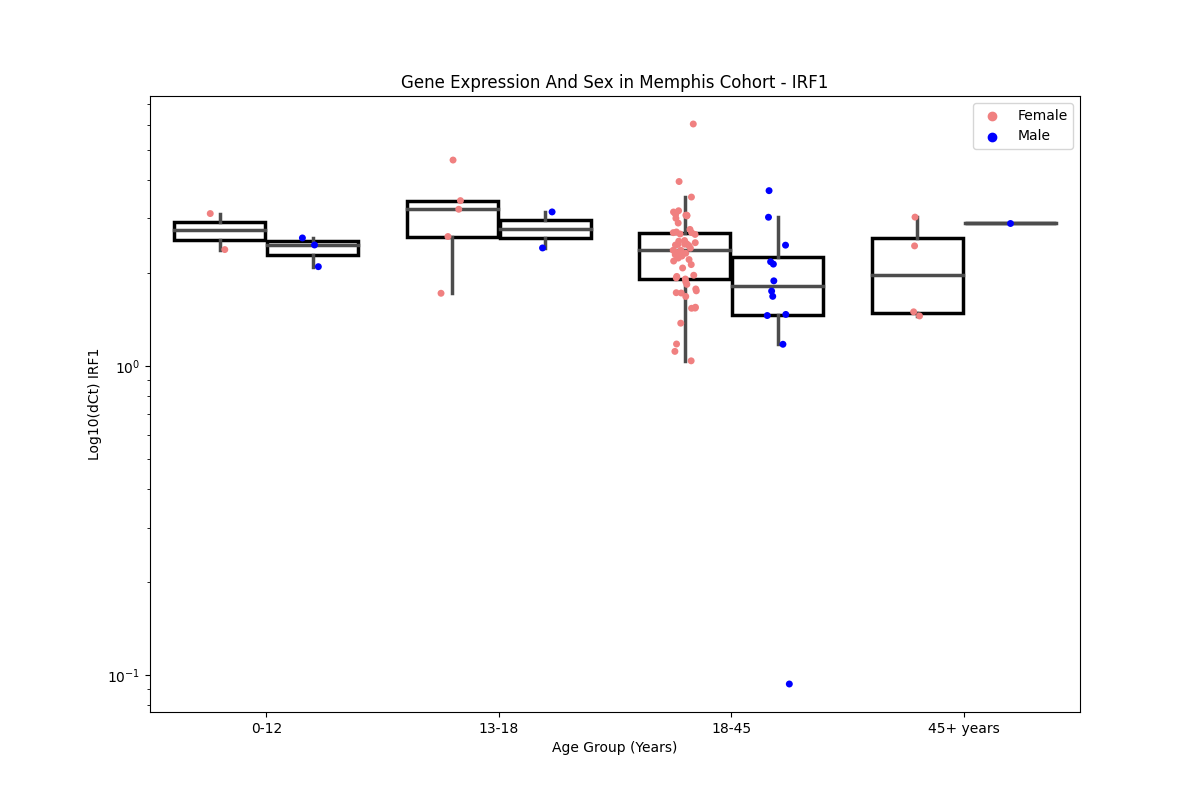 Gene Expression And Sex in Memphis Cohort - IRF1
Female
Male
Log10(dCt) IRF1
10⁰
10⁻¹
0-12
13-18
18-45
45+ years
Age Group (Years)